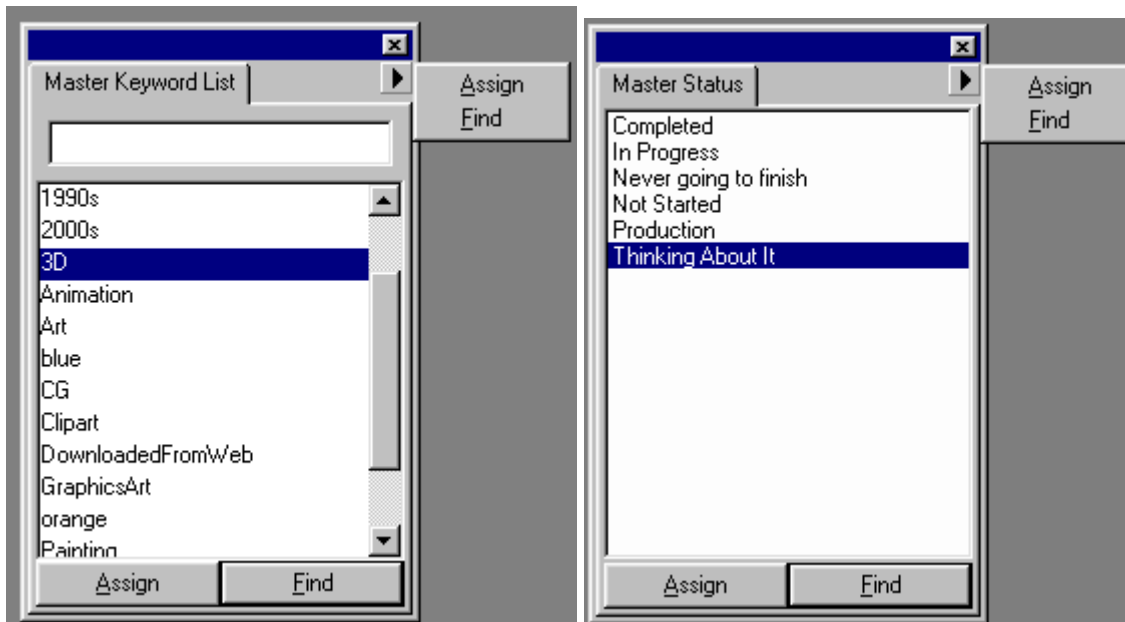 Master Keyword List
Assign
Find
1990s
2000s
3D
Animation
Art
blue
CG
Clipart
DownloadedFromWeb
GraphicsArt
orange
Painting
Assign Find
Master Status
Assign
Find
Completed
In Progress
Never going to finish
Not Started
Production
Thinking About It
Assign Find